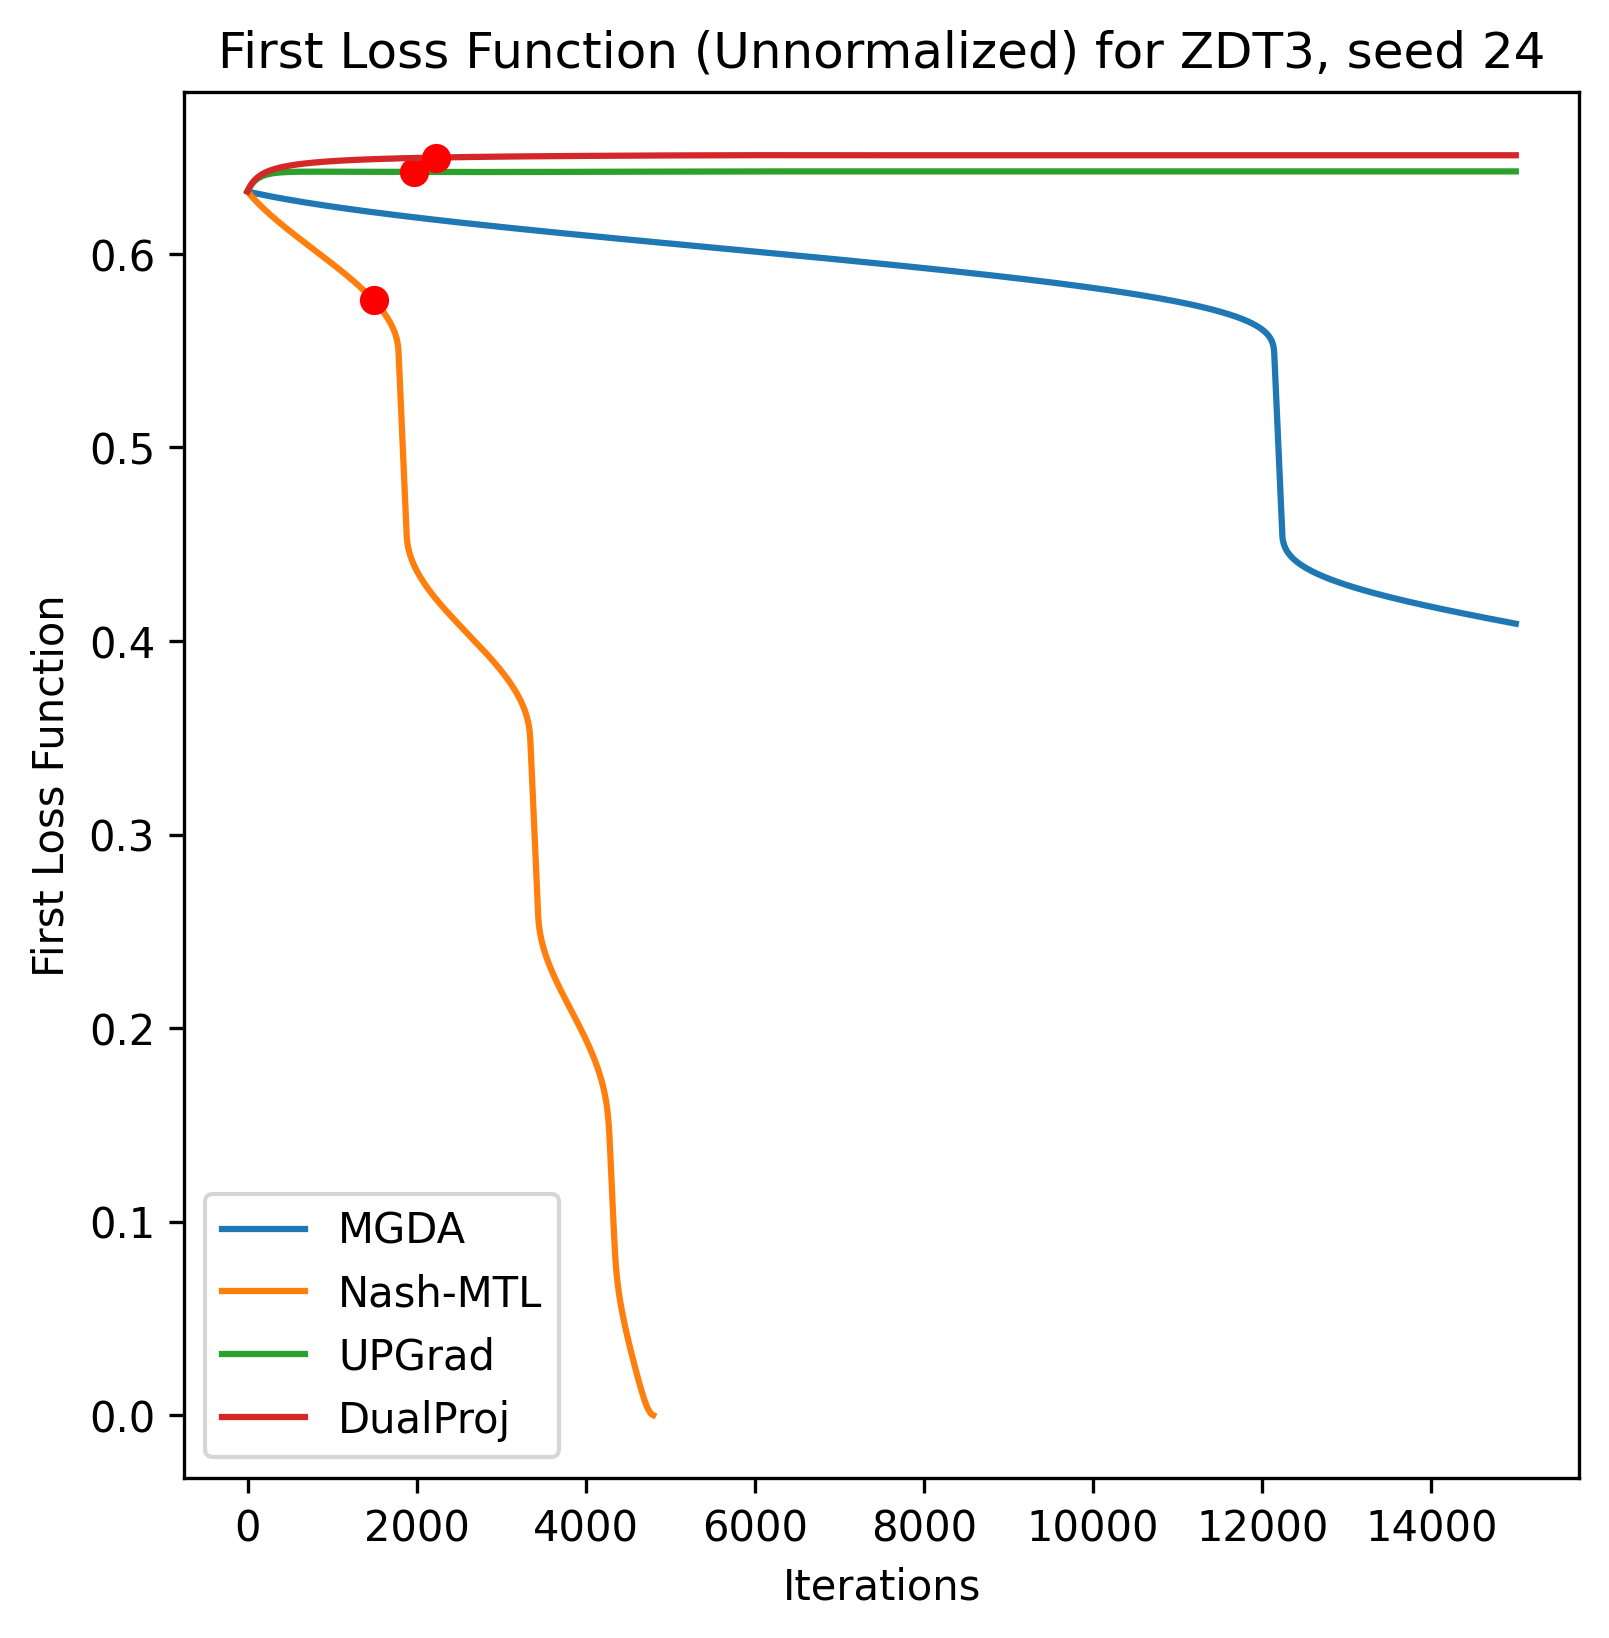 First Loss Function (Unnormalized) for ZDT3, seed 24
First Loss Function
0.6
0.5
0.4
0.3
0.2
0.1
0.0
MGDA
Nash-MTL
UPGrad
DualProj
0 2000 4000 6000 8000 10000 12000 14000
Iterations